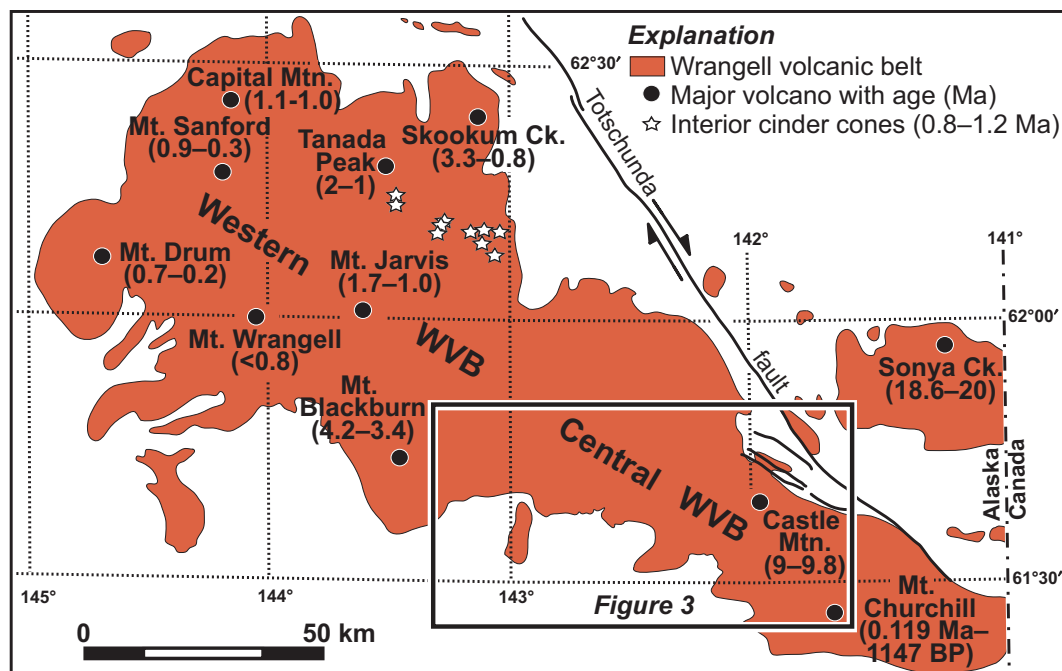 Explanation
Wrangell volcanic belt
Major volcano with age (Ma)
Interior cinder cones (0.8–1.2 Ma)
62°30′
Capital Mtn.
(1.1-1.0)
Mt. Sanford
(0.9–0.3)
Tanada
Peak
(2–1)
Skookum Ck.
(3.3–0.8)
Totschunda
fault
Western
WVB
Mt. Drum
(0.7–0.2)
Mt. Jarvis
(1.7–1.0)
142°
141°
62°00′
Mt. Wrangell
(<0.8)
Sonya Ck.
(18.6–20)
Mt.
Blackburn
(4.2–3.4)
Central
WVB
Alaska
Canada
Castle
Mtn.
(9–9.8)
61°30′
145°
144°
143°
Figure 3
Mt.
Churchill
(0.119 Ma–
1147 BP)
0
50 km